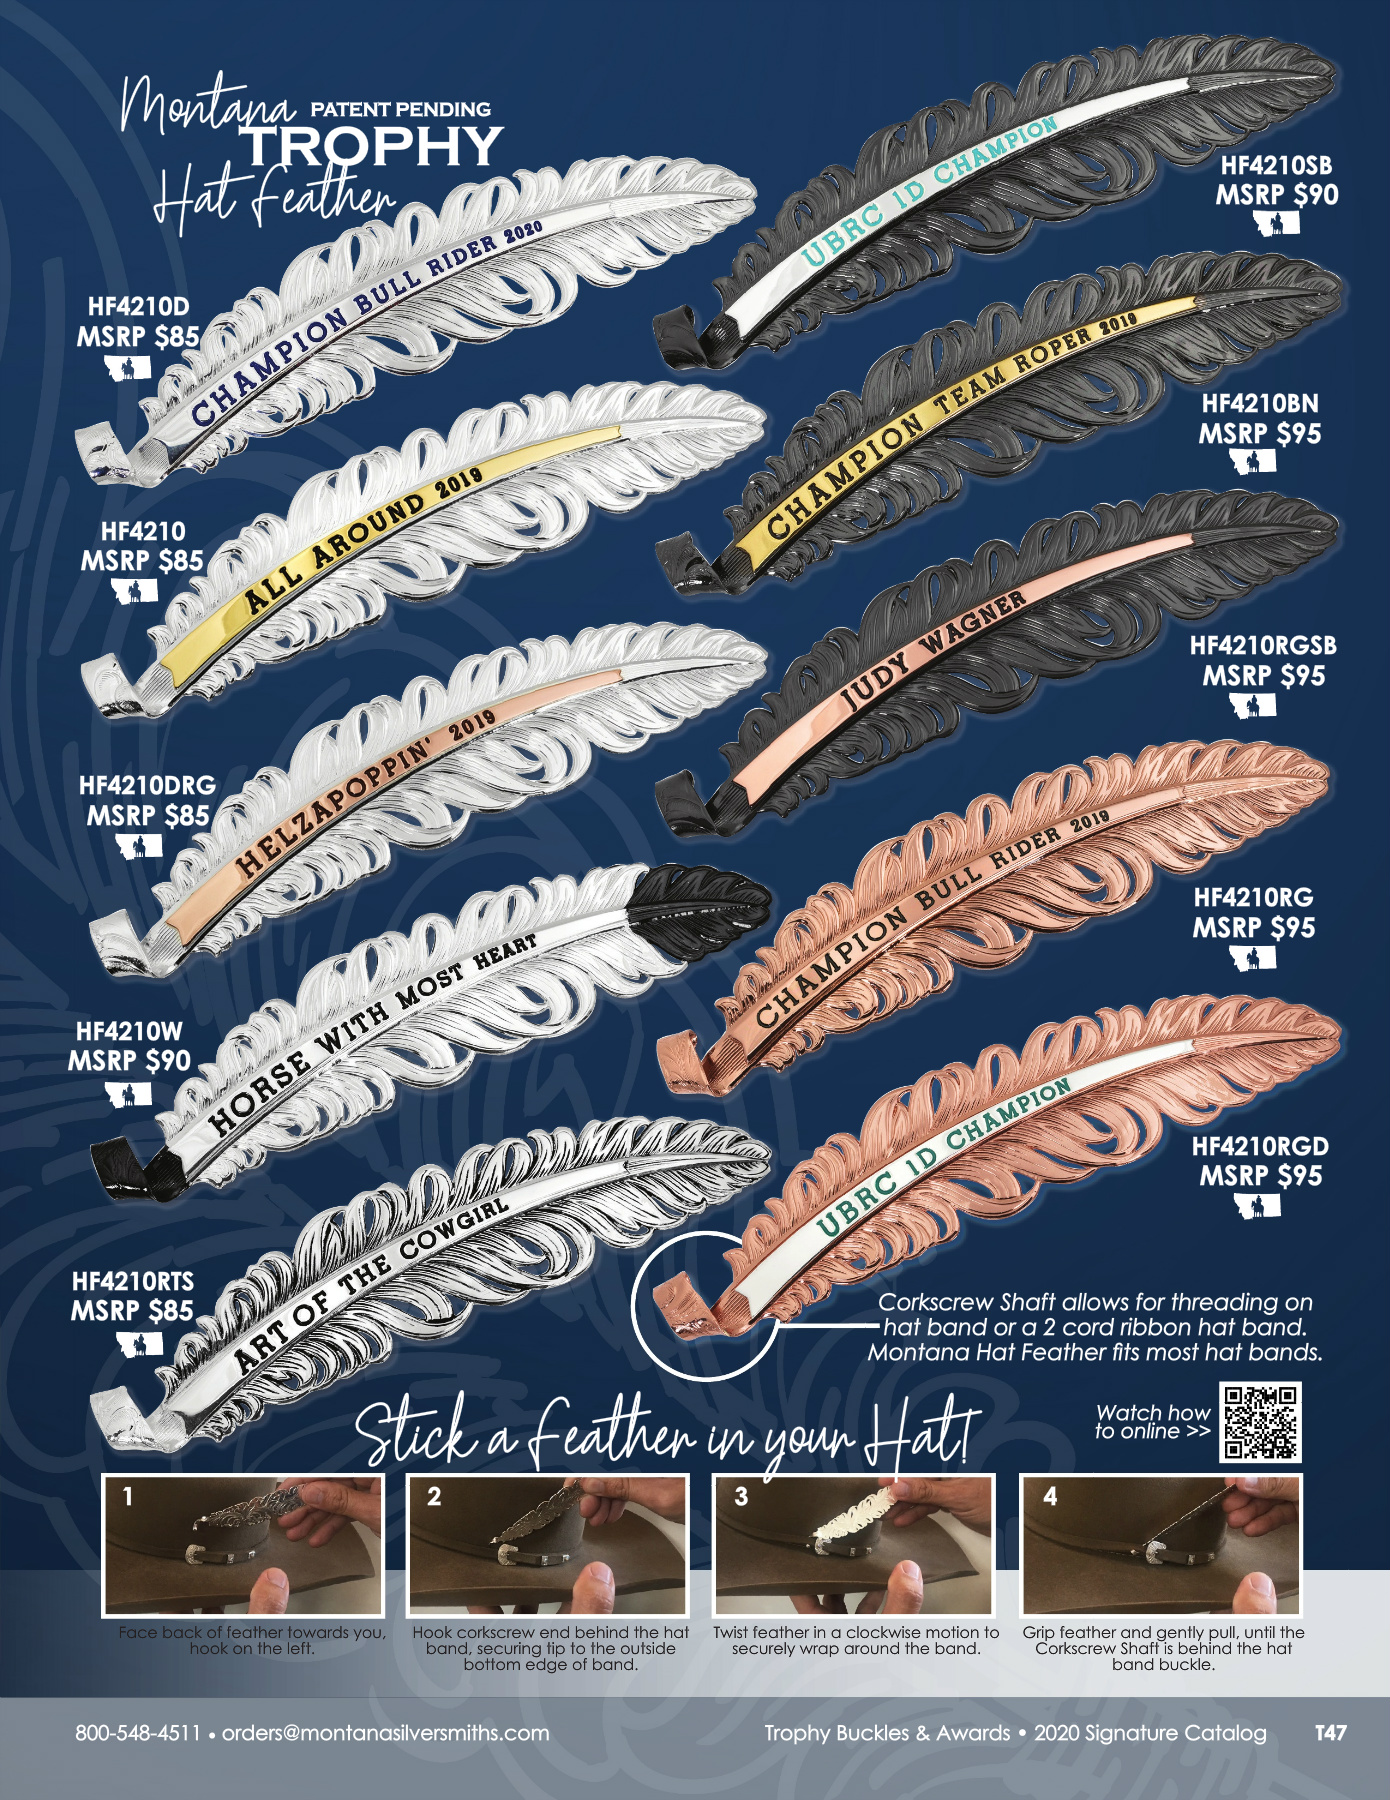 Montana PATENT PENDING
TROPHY
Hat Feather
CHAMPION BULL RIDER 2020
HF4210D
MSRP $85
ALL AROUND 2019
HF4210
MSRP $85
HELZAPOPPIN' 2019
HF4210DRG
MSRP $85
HORSE WITH MOST HEART
HF4210W
MSRP $90
ART OF THE COWGIRL
HF4210RTS
MSRP $85
UBRC 1D CHAMPION
HF4210SB
MSRP $90
CHAMPION TEAM ROPER 2019
HF4210BN
MSRP $95
JUDY WAGNER
HF4210RGSB
MSRP $95
CHAMPION BULL RIDER 2019
HF4210RG
MSRP $95
UBRC 1D CHAMPION
HF4210RGD
MSRP $95
Corkscrew Shaft allows for threading on
hat band or a 2 cord ribbon hat band.
Montana Hat Feather fits most hat bands.
Stick a Feather in your Hat!
Watch how
to online >>
1
Face back of feather towards you,
hook on the left.
2
Hook corkscrew end behind the hat
band, securing tip to the outside
bottom edge of band.
3
Twist feather in a clockwise motion to
securely wrap around the band.
4
Grip feather and gently pull, until the
Corkscrew Shaft is behind the hat
band buckle.
800-548-4511 • orders@montanasilversmiths.com
Trophy Buckles & Awards • 2020 Signature Catalog T47